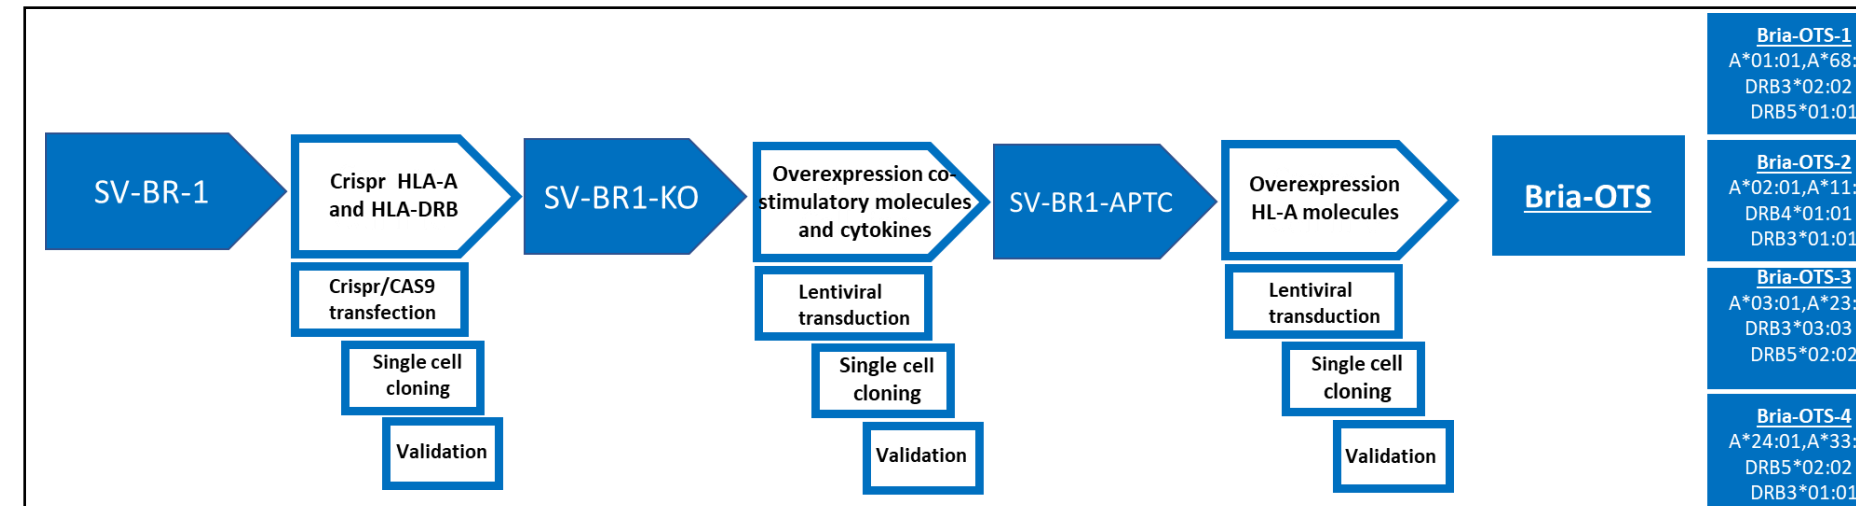 SV-BR-1
Crispr HLA-A
and HLA-DRB
Crispr/CAS9
transfection
Single cell
cloning
Validation
SV-BR1-KO
Overexpression co-
stimulatory molecules
and cytokines
Lentiviral
transduction
Single cell
cloning
Validation
SV-BR1-APTC
Overexpression
HL-A molecules
Lentiviral
transduction
Single cell
cloning
Validation
Bria-OTS
Bria-OTS-1
A*01:01,A*68:
DRB3*02:02
DRB5*01:01
Bria-OTS-2
A*02:01,A*11:
DRB4*01:01
DRB3*01:01
Bria-OTS-3
A*03:01,A*23:
DRB3*03:03
DRB5*02:02
Bria-OTS-4
A*24:01,A*33:
DRB5*02:02
DRB3*01:01